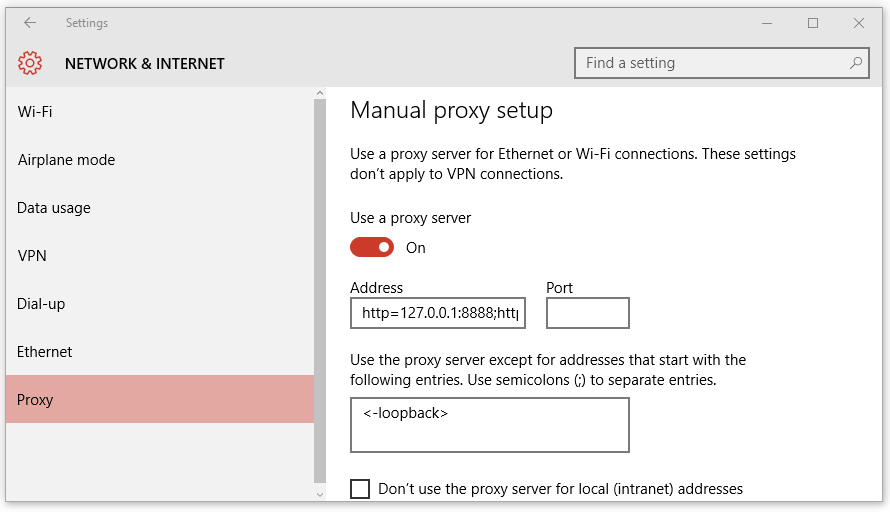 Settings
NETWORK & INTERNET
Find a setting
Wi-Fi
Airplane mode
Data usage
VPN
Dial-up
Ethernet
Proxy
Manual proxy setup
Use a proxy server for Ethernet or Wi-Fi connections. These settings
don't apply to VPN connections.
Use a proxy server
On
Address
Port
http=127.0.0.1:8888;http
Use the proxy server except for addresses that start with the
following entries. Use semicolons (;) to separate entries.
<-loopback>
Don't use the proxy server for local (intranet) addresses